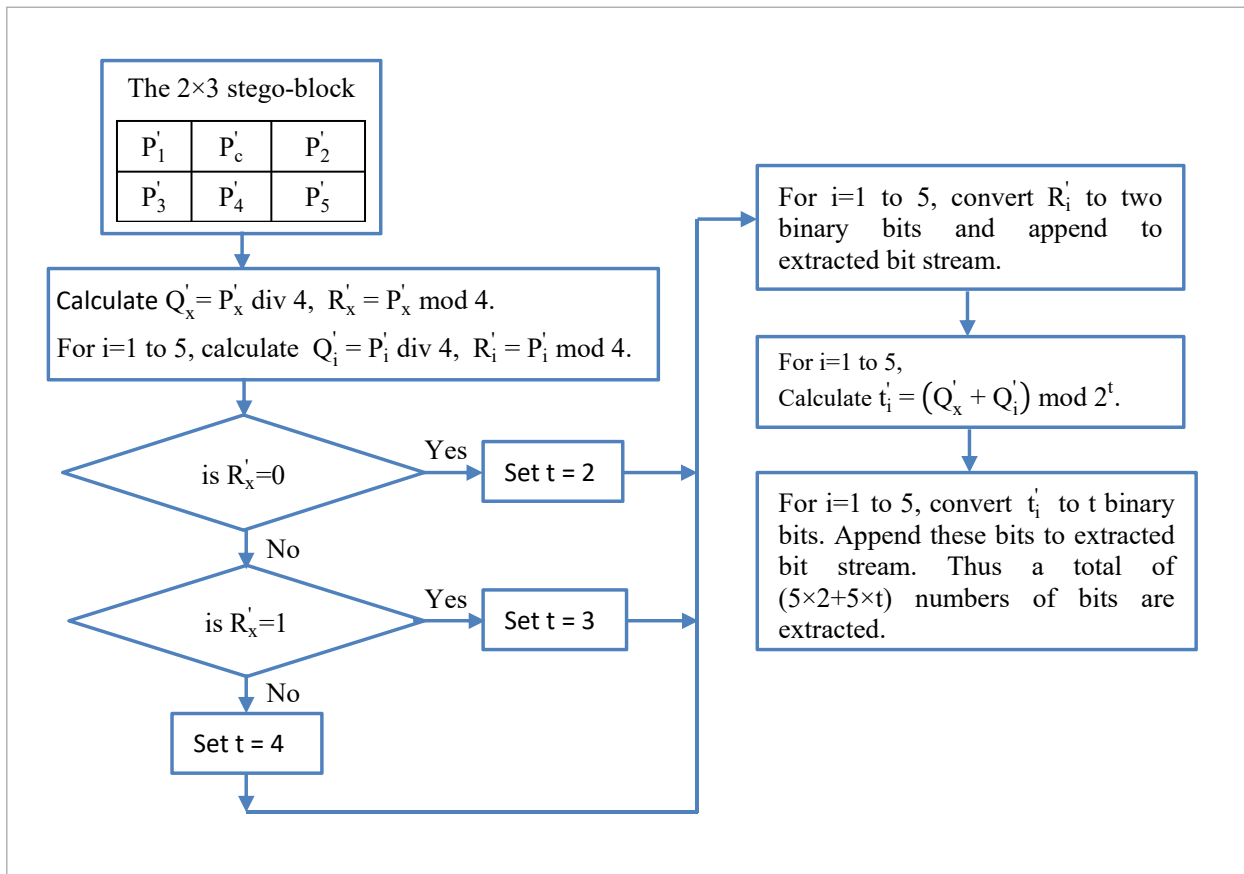 The 2×3 stego-block
P'₁ P'c P'₂
P'₃ P'₄ P'₅
Calculate Q'ₓ= P'ₓ div 4, R'ₓ = P'ₓ mod 4.
For i=1 to 5, calculate Q'ᵢ = P'ᵢ div 4, R'ᵢ = P'ᵢ mod 4.
is R'ₓ=0
Yes
Set t = 2
No
is R'ₓ=1
Yes
Set t = 3
No
Set t = 4
For i=1 to 5, convert R'ᵢ to two
binary bits and append to
extracted bit stream.
For i=1 to 5,
Calculate t'ᵢ = (Q'ₓ + Q'ᵢ) mod 2ᵗ.
For i=1 to 5, convert t'ᵢ to t binary
bits. Append these bits to extracted
bit stream. Thus a total of
(5×2+5×t) numbers of bits are
extracted.